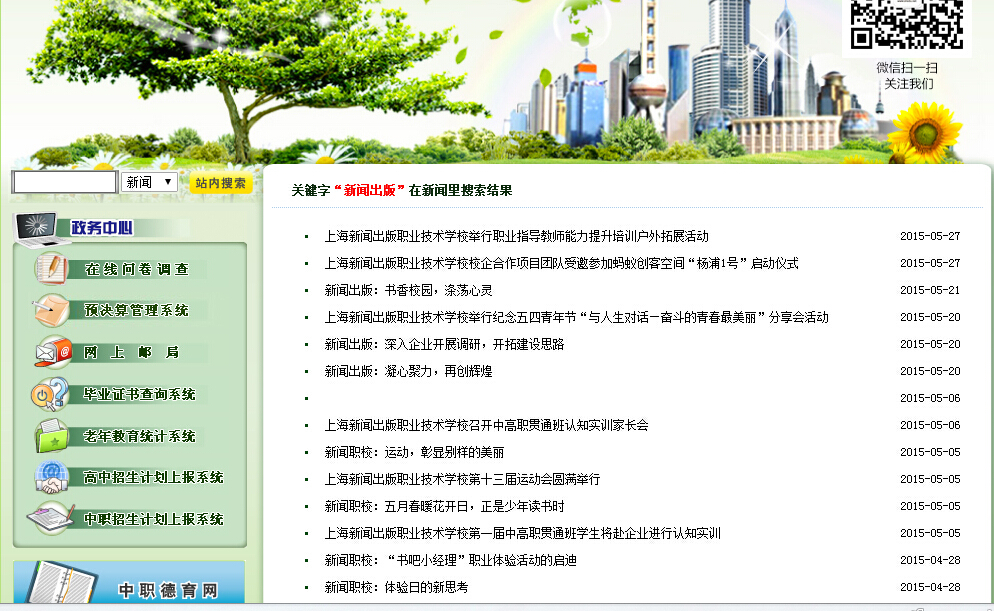 微信扫一扫
关注我们
新闻
站内搜索
政务中心
在线问卷调查
预决算管理系统
网上邮局
毕业证书查询系统
老年教育统计系统
高中招生计划上报系统
中职招生计划上报系统
中职德育网
关键字“新闻出版”在新闻里搜索结果
上海新闻出版职业技术学校举行职业指导教师能力提升培训户外拓展活动 2015-05-27
上海新闻出版职业技术学校校企合作项目团队受邀参加蚂蚁创客空间“杨浦1号”启动仪式 2015-05-27
新闻出版：书香校园，涤荡心灵 2015-05-21
上海新闻出版职业技术学校举行纪念五四青年节“与人生对话—奋斗的青春最美丽”分享会活动 2015-05-20
新闻出版：深入企业开展调研，开拓建设思路 2015-05-20
新闻出版：凝心聚力，再创辉煌 2015-05-20
2015-05-06
上海新闻出版职业技术学校召开中高职贯通班认知实训家长会 2015-05-06
新闻职校：运动，彰显别样的美丽 2015-05-05
上海新闻出版职业技术学校第十三届运动会圆满举行 2015-05-05
新闻职校：五月春暖花开日，正是少年读书时 2015-05-05
上海新闻出版职业技术学校第一届中高职贯通班学生将赴企业进行认知实训 2015-05-05
新闻职校：“书吧小经理”职业体验活动的启迪 2015-04-28
新闻职校：体验日的新思考 2015-04-28